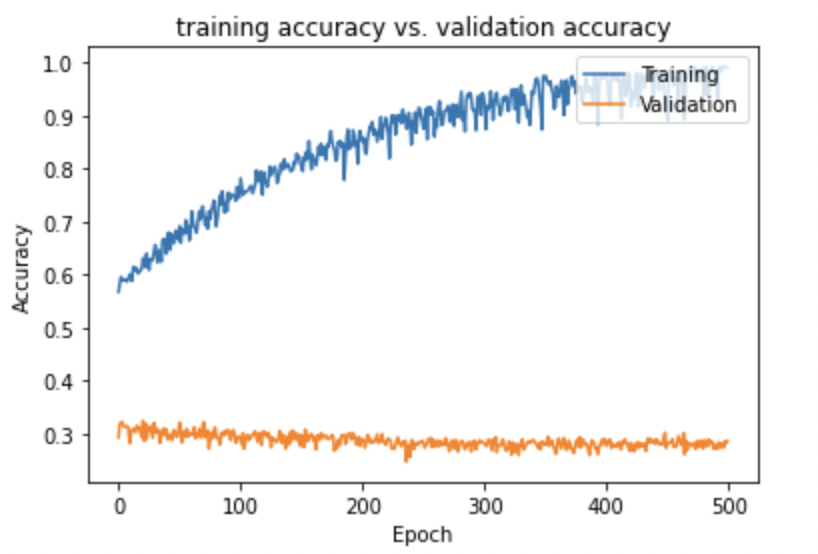 training accuracy vs. validation accuracy
1.0
0.9
0.8
0.7
0.6
0.5
0.4
0.3
Accuracy
Training
Validation
0 100 200 300 400 500
Epoch